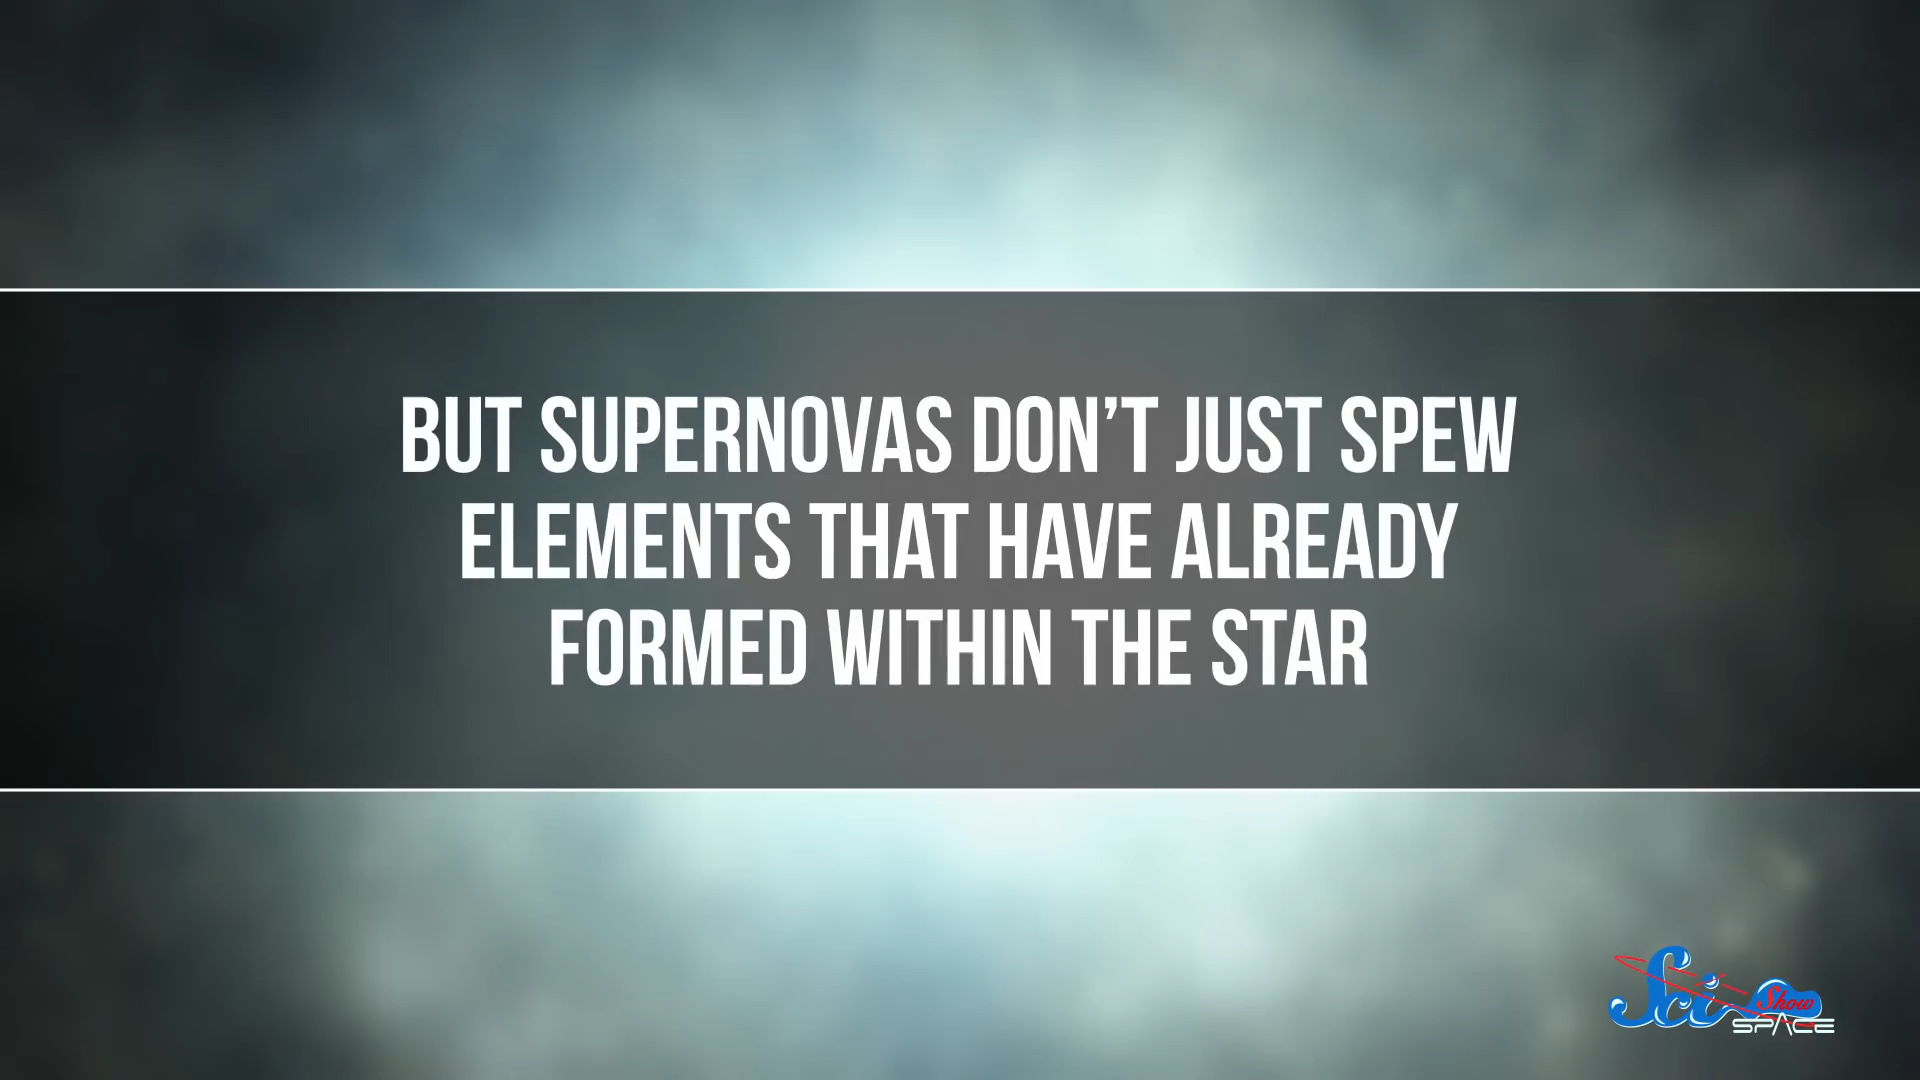 BUT SUPERNOVAS DON’T JUST SPEW
ELEMENTS THAT HAVE ALREADY
FORMED WITHIN THE STAR
Sci Show
SPACE